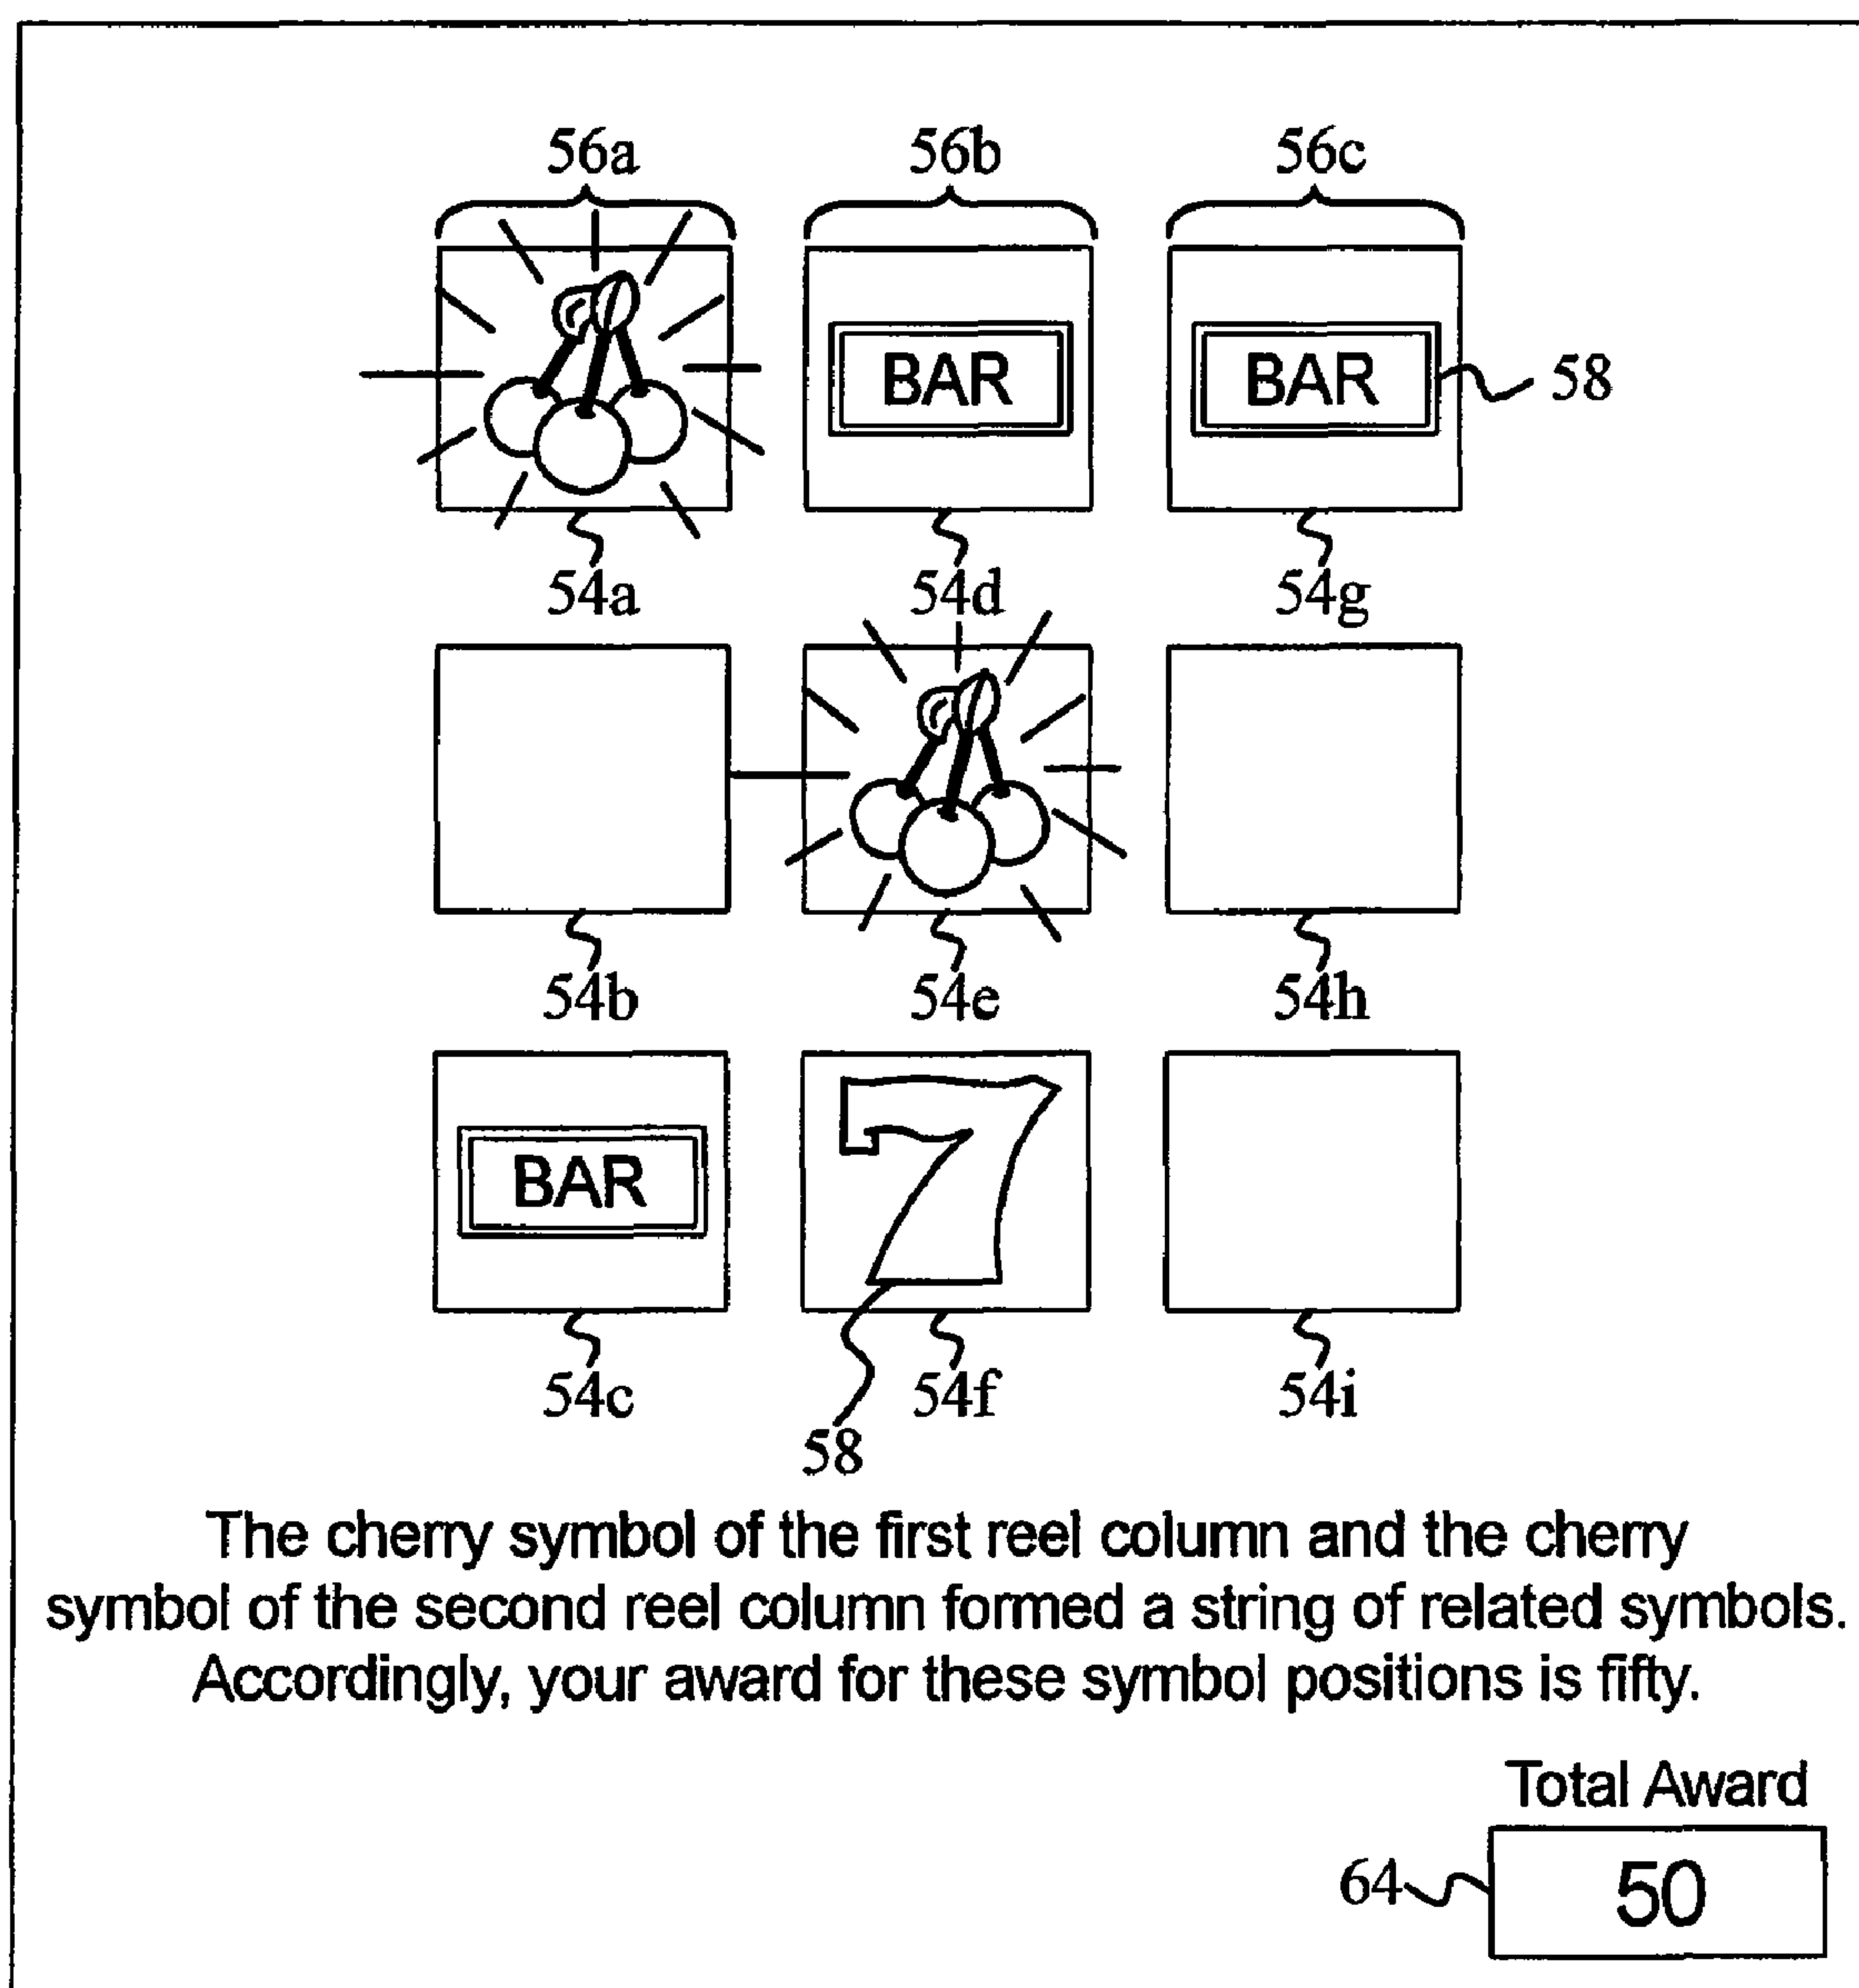 56a 56b 56c
BAR BAR 58
54a 54d 54g
54b 54e 54h
BAR 7
54c 54f 54i
58
The cherry symbol of the first reel column and the cherry
symbol of the second reel column formed a string of related symbols.
Accordingly, your award for these symbol positions is fifty.
Total Award
64 50